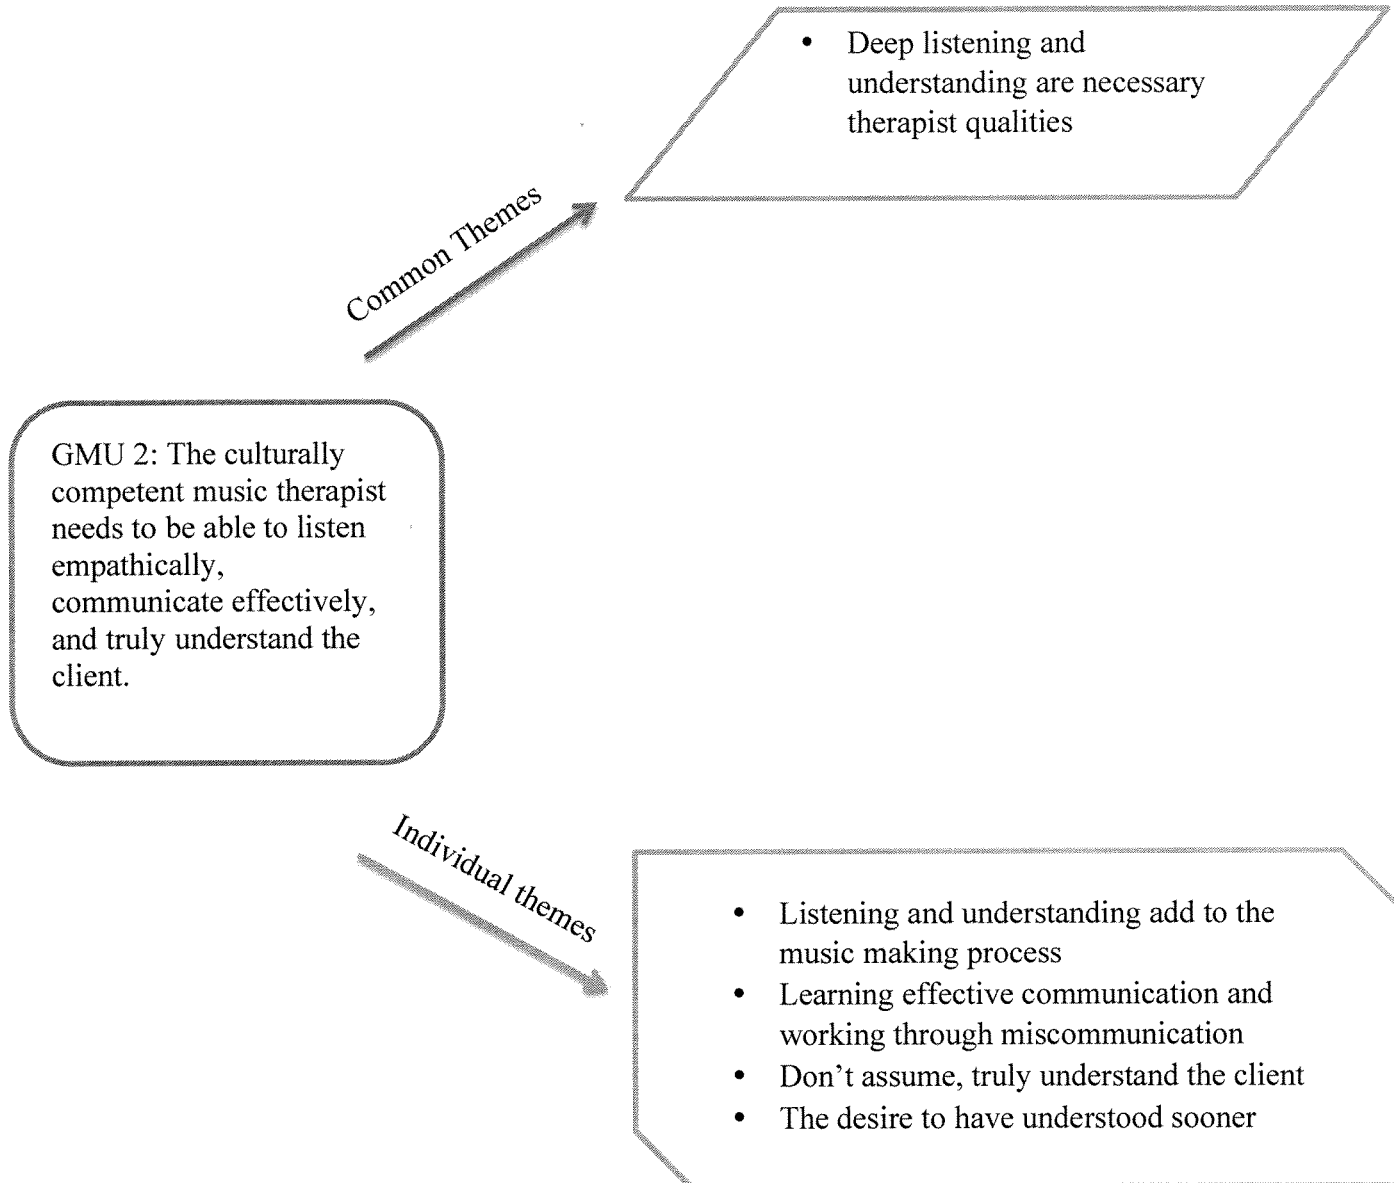 • Deep listening and
understanding are necessary
therapist qualities
Common Themes
GMU 2: The culturally
competent music therapist
needs to be able to listen
empathically,
communicate effectively,
and truly understand the
client.
Individual themes
• Listening and understanding add to the
music making process
• Learning effective communication and
working through miscommunication
• Don’t assume, truly understand the client
• The desire to have understood sooner